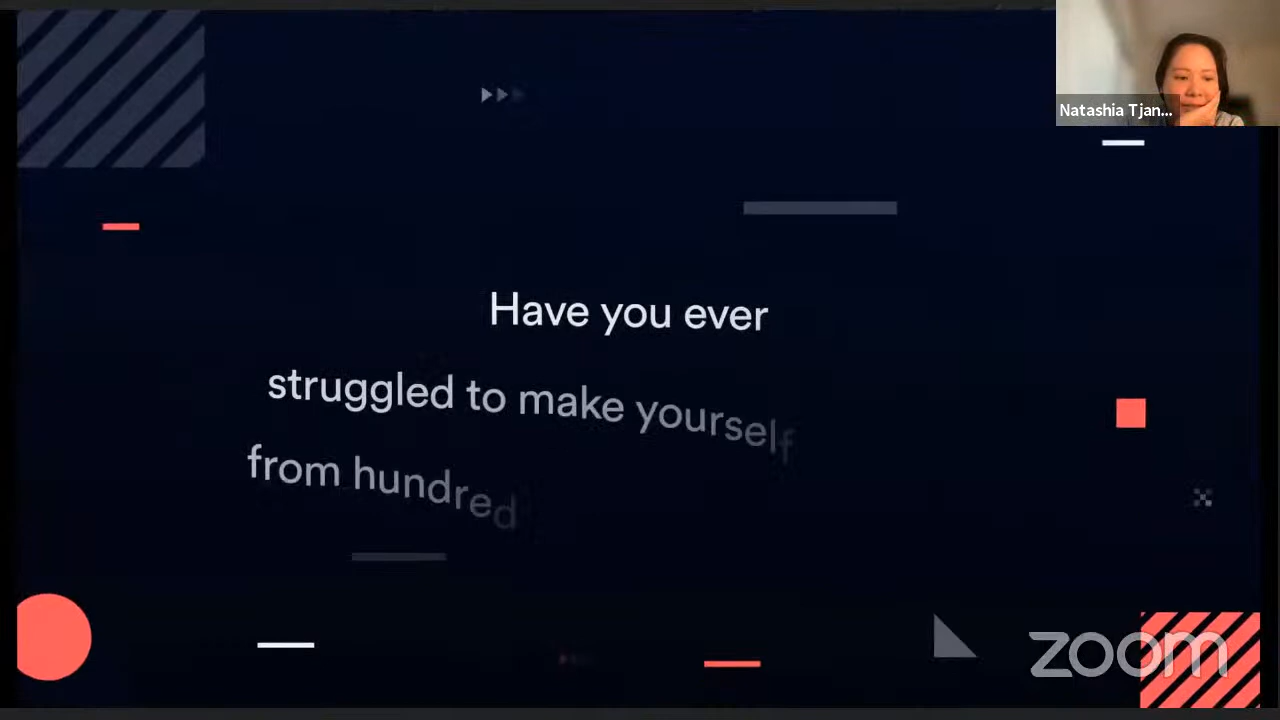 Natashia Tjan...
Have you ever
struggled to make yourself
from hundred
zoom